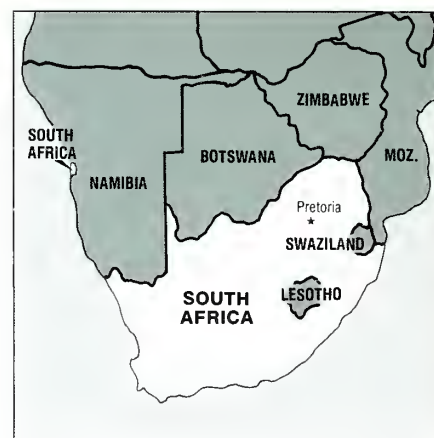 ZIMBABWE
SOUTH
AFRICA
BOTSWANA
MOZ.
NAMIBIA
Pretoria
SWAZILAND
LESOTHO
SOUTH
AFRICA